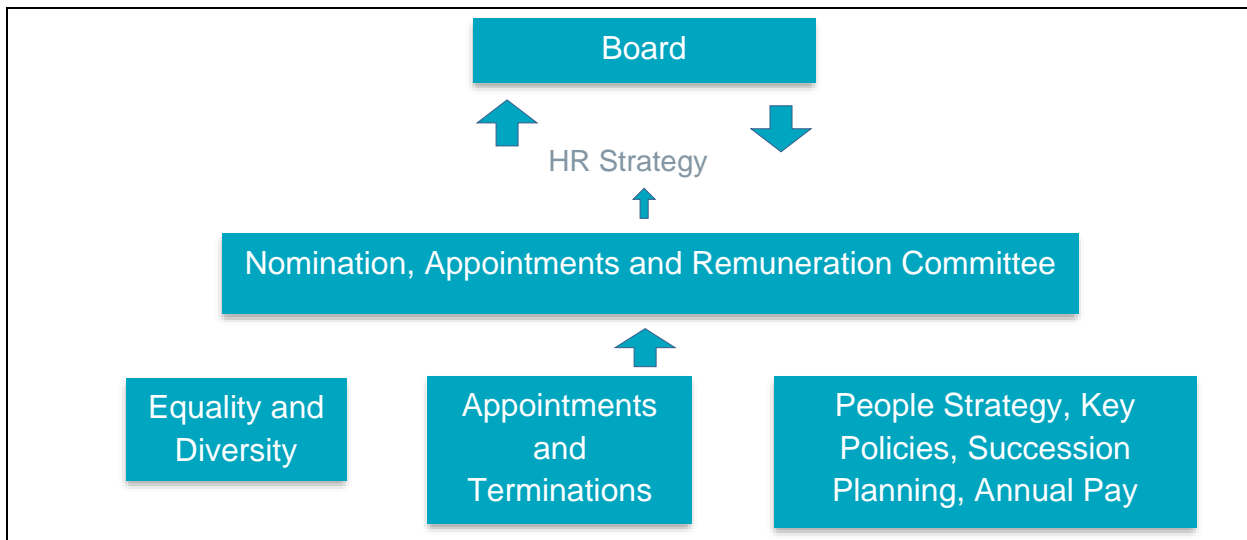 Board
HR Strategy
Nomination, Appointments and Remuneration Committee
Equality and
Diversity
Appointments
and
Terminations
People Strategy, Key
Policies, Succession
Planning, Annual Pay